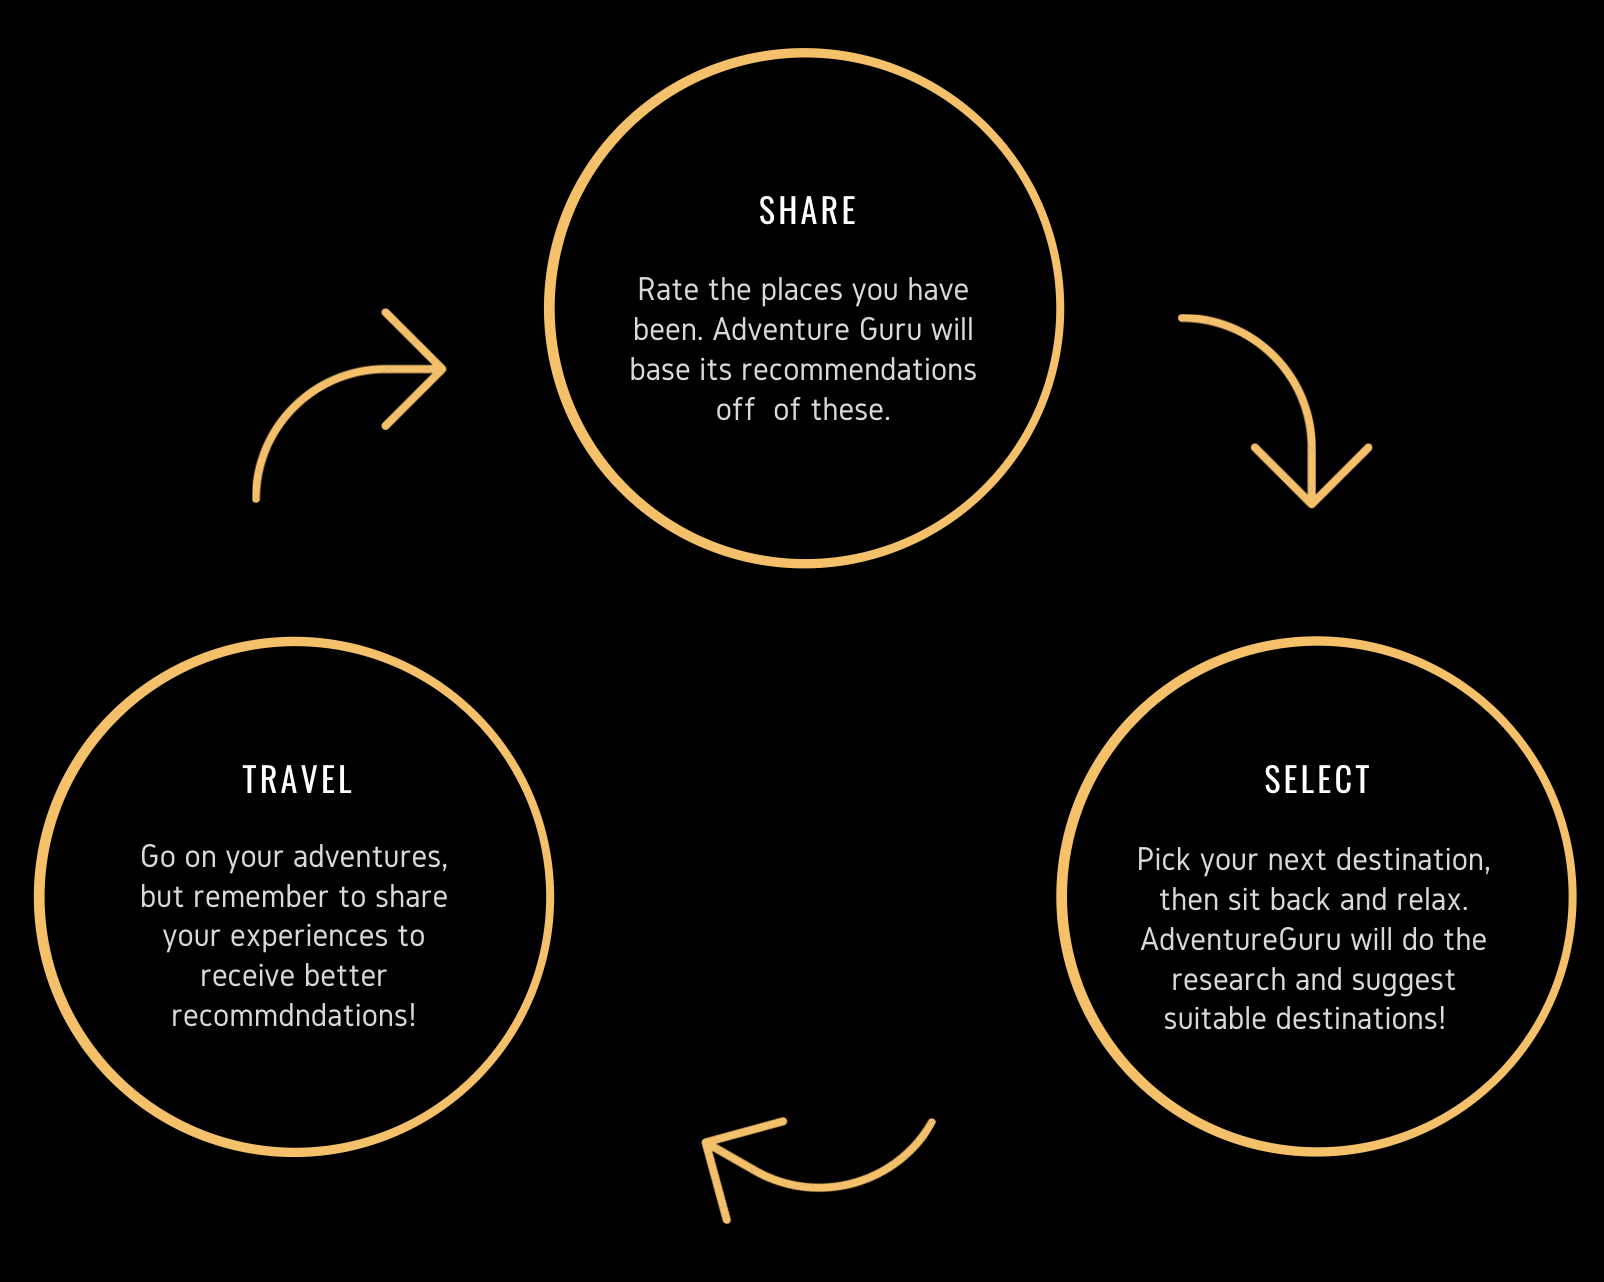 SHARE
Rate the places you have
been. Adventure Guru will
base its recommendations
off  of these.
TRAVEL
Go on your adventures,
but remember to share
your experiences to
receive better
recommdndations!
SELECT
Pick your next destination,
then sit back and relax.
AdventureGuru will do the
research and suggest
suitable destinations!